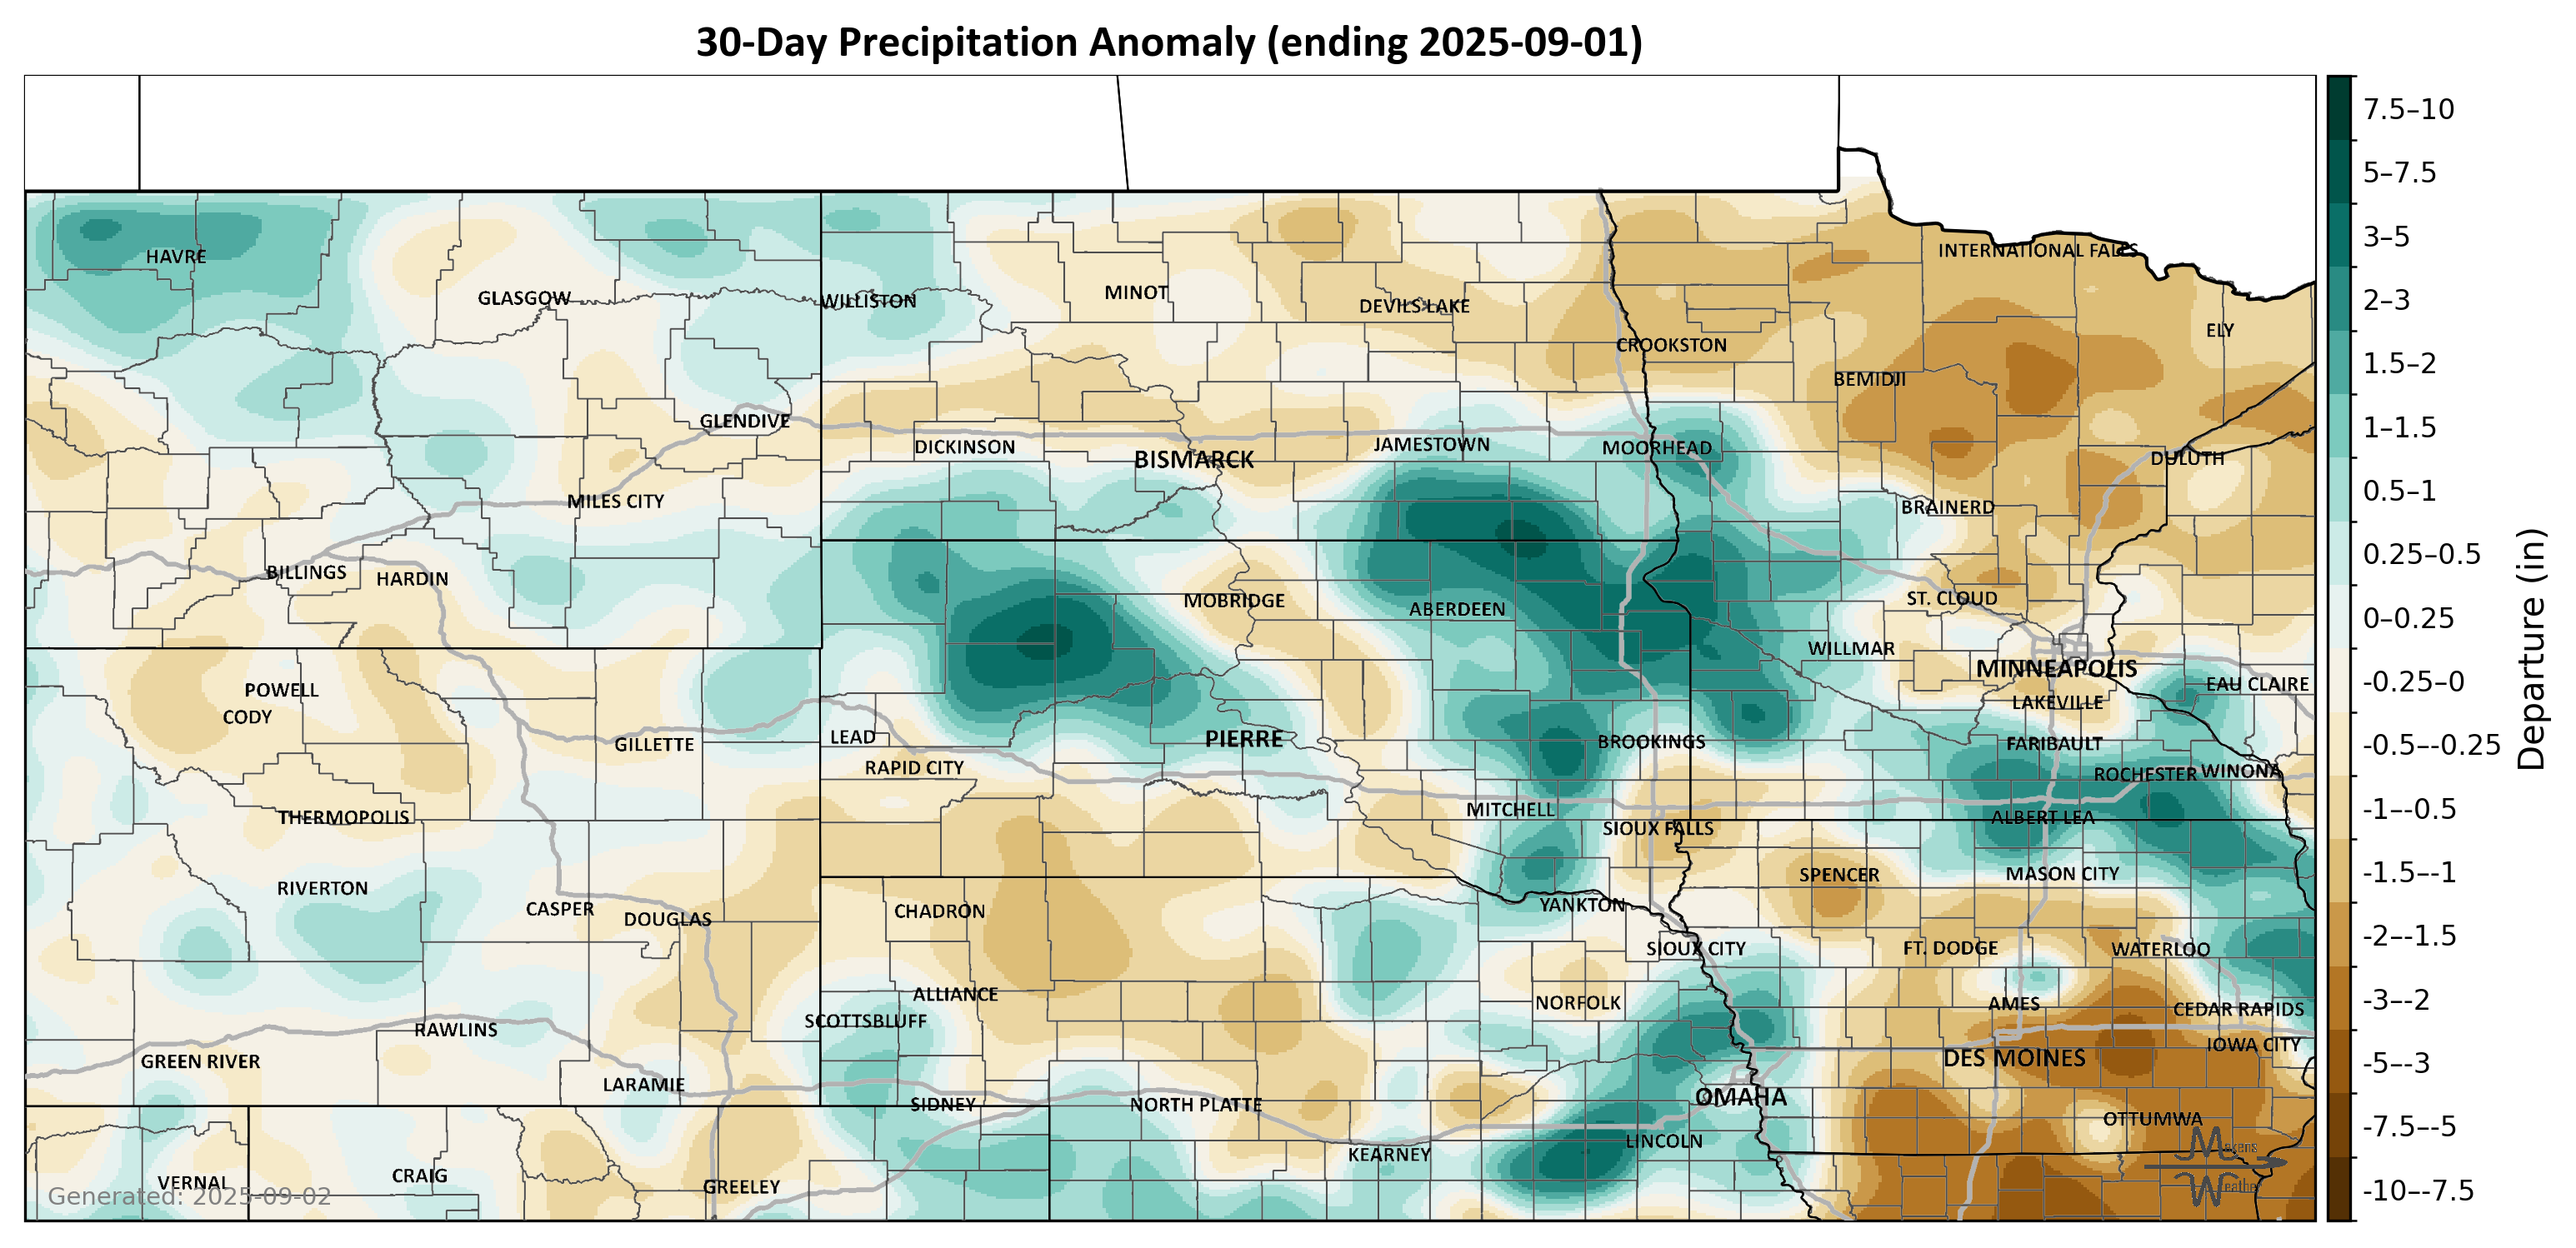 30-Day Precipitation Anomaly (ending 2025-09-01)
7.5–10
5–7.5
3–5
2–3
1.5–2
1–1.5
0.5–1
0.25–0.5
0–0.25
-0.25–0
-0.5–-0.25
-1–-0.5
-1.5–-1
-2–-1.5
-3–-2
-5–-3
-7.5–-5
-10–-7.5
Departure (in)
INTERNATIONAL FALLS
HAVRE
GLASGOW
WILLISTON
MINOT
DEVILS LAKE
ELY
CROOKSTON
BEMIDJI
GLENDIVE
DICKINSON
BISMARCK
JAMESTOWN
MOORHEAD
DULUTH
MILES CITY
BRAINERD
BILLINGS
HARDIN
MOBRIDGE
ABERDEEN
ST. CLOUD
WILLMAR
MINNEAPOLIS
POWELL
CODY
EAU CLAIRE
LAKEVILLE
GILLETTE
LEAD
PIERRE
BROOKINGS
FARIBAULT
RAPID CITY
ROCHESTER
WINONA
THERMOPOLIS
MITCHELL
ALBERT LEA
SIOUX FALLS
RIVERTON
SPENCER
MASON CITY
CASPER
DOUGLAS
CHADRON
YANKTON
SIOUX CITY
FT. DODGE
WATERLOO
ALLIANCE
NORFOLK
AMES
CEDAR RAPIDS
SCOTTSBLUFF
RAWLINS
IOWA CITY
GREEN RIVER
DES MOINES
LARAMIE
SIDNEY
NORTH PLATTE
OMAHA
OTTUMWA
LINCOLN
KEARNEY
VERNAL
CRAIG
GREELEY
Generated: 2025-09-02
Makens
Weather